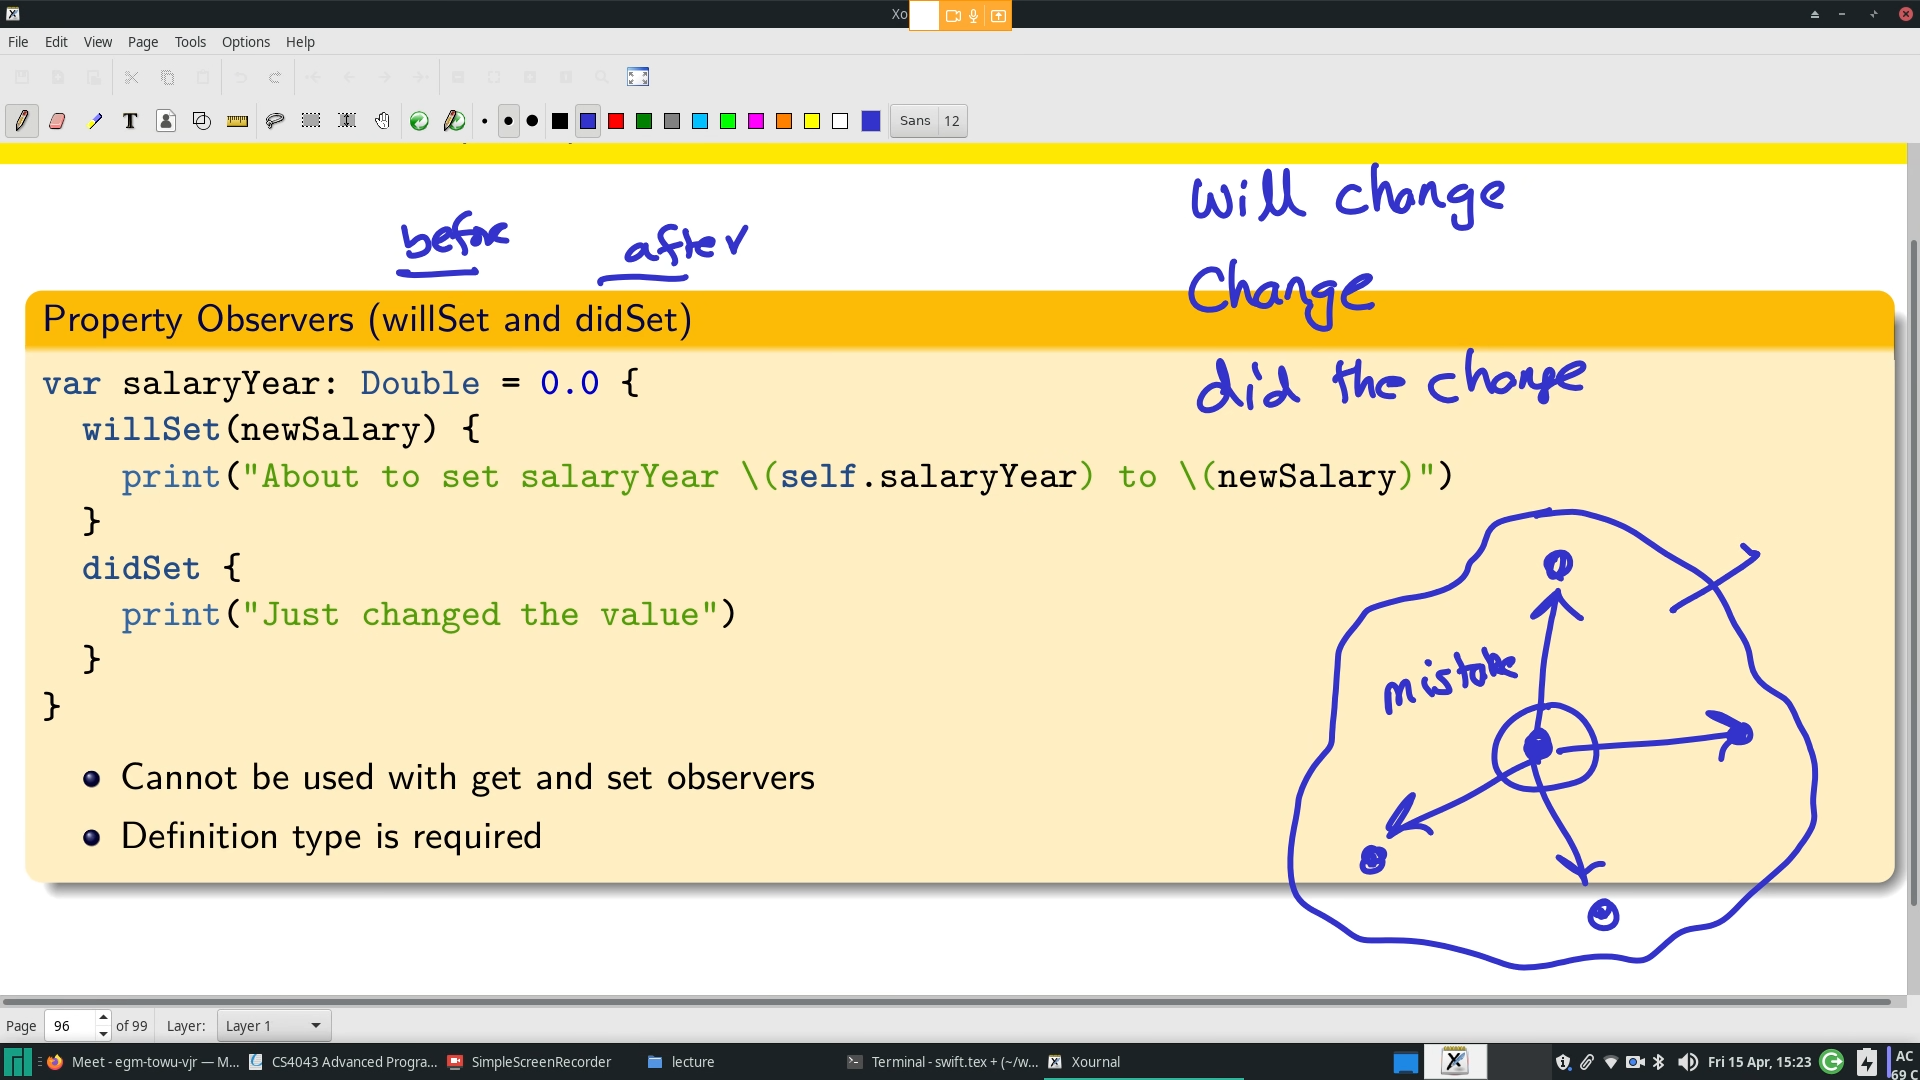 Xo
File Edit View Page Tools Options Help
T Sans 12
will change
before after
Change
Property Observers (willSet and didSet)
did the change
var salaryYear: Double = 0.0 {
willSet(newSalary) {
print("About to set salaryYear \(self.salaryYear) to \(newSalary)")
}
didSet {
print("Just changed the value")
}
}
mistake
Cannot be used with get and set observers
Definition type is required
Page 96 of 99 Layer: Layer 1
Meet - egm-towu-vjr — M... CS4043 Advanced Progra... SimpleScreenRecorder lecture Terminal - swift.tex + (~/w... Xournal Fri 15 Apr, 15:23 AC
69 C